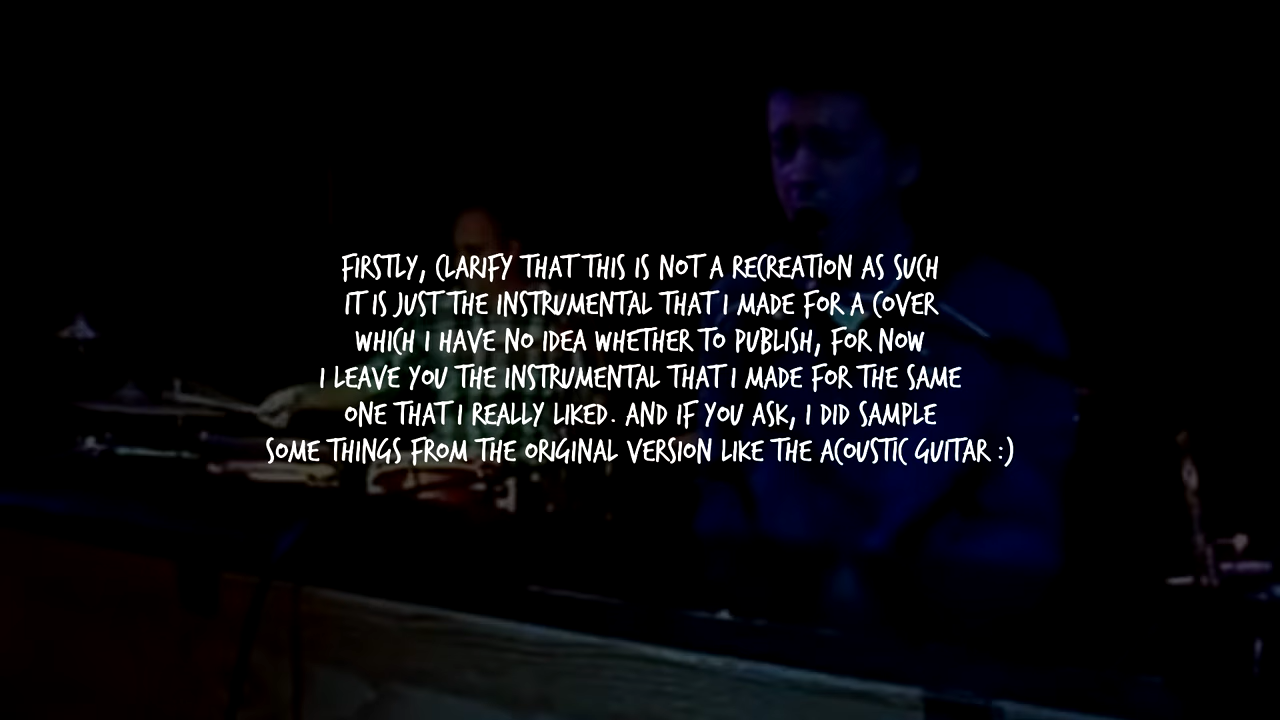 FIRSTLY, CLARIFY THAT THIS IS NOT A RECREATION AS SUCH
IT IS JUST THE INSTRUMENTAL THAT I MADE FOR A COVER
WHICH I HAVE NO IDEA WHETHER TO PUBLISH, FOR NOW
I LEAVE YOU THE INSTRUMENTAL THAT I MADE FOR THE SAME
ONE THAT I REALLY LIKED. AND IF YOU ASK, I DID SAMPLE
SOME THINGS FROM THE ORIGINAL VERSION LIKE THE ACOUSTIC GUITAR :)